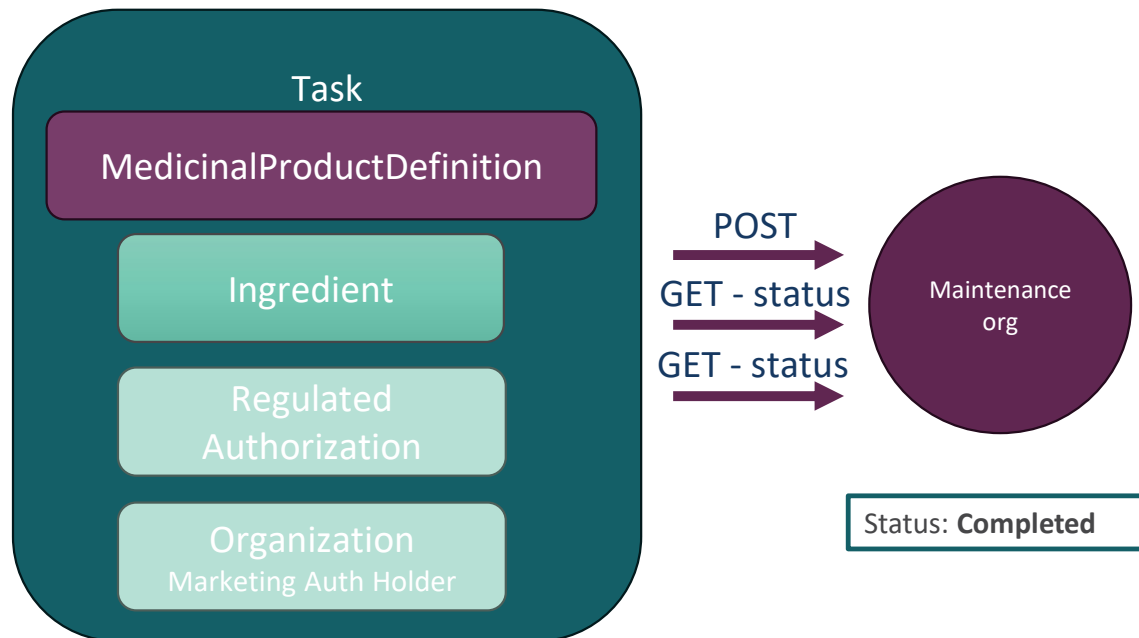 Task
MedicinalProductDefinition
Ingredient
Regulated
Authorization
Organization
Marketing Auth Holder
POST
GET - status
GET - status
Maintenance
org
Status: Completed